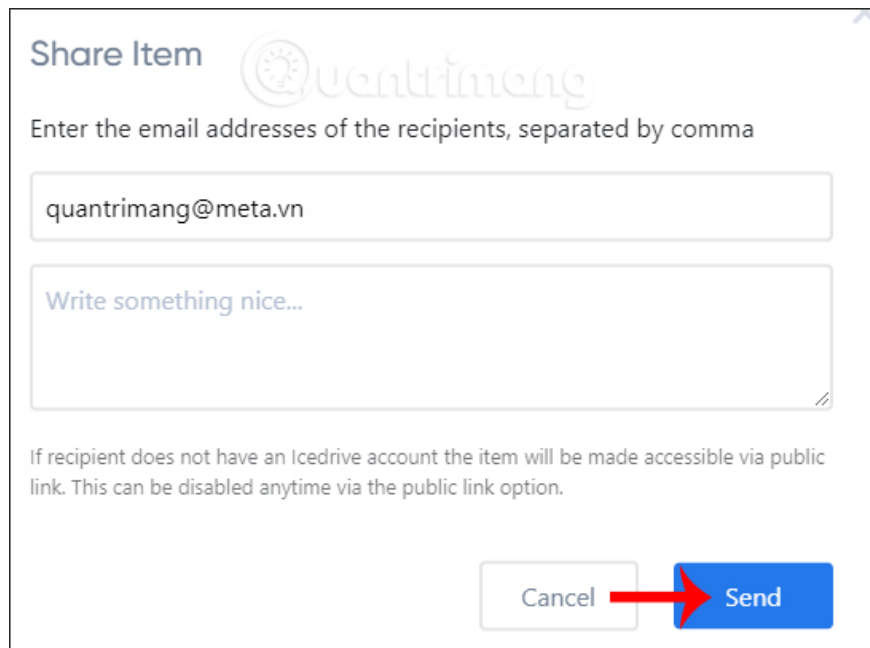 Share Item
Quantrimang
Enter the email addresses of the recipients, separated by comma
quantrimang@meta.vn
Write something nice...
If recipient does not have an Icedrive account the item will be made accessible via public
link. This can be disabled anytime via the public link option.
Cancel
Send